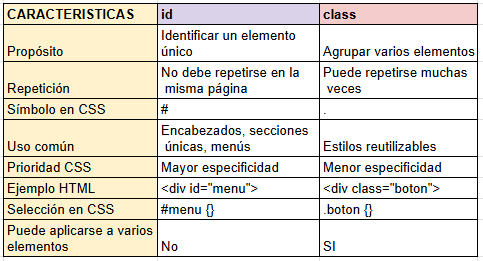 CARACTERISTICAS id class
Propósito Identificar un elemento único Agrupar varios elementos
Repetición No debe repetirse en la misma página Puede repetirse muchas veces
Símbolo en CSS # .
Uso común Encabezados, secciones únicas, menús Estilos reutilizables
Prioridad CSS Mayor especificidad Menor especificidad
Ejemplo HTML <div id="menu"> <div class="boton">
Selección en CSS #menu {} .boton {}
Puede aplicarse a varios elementos No SI